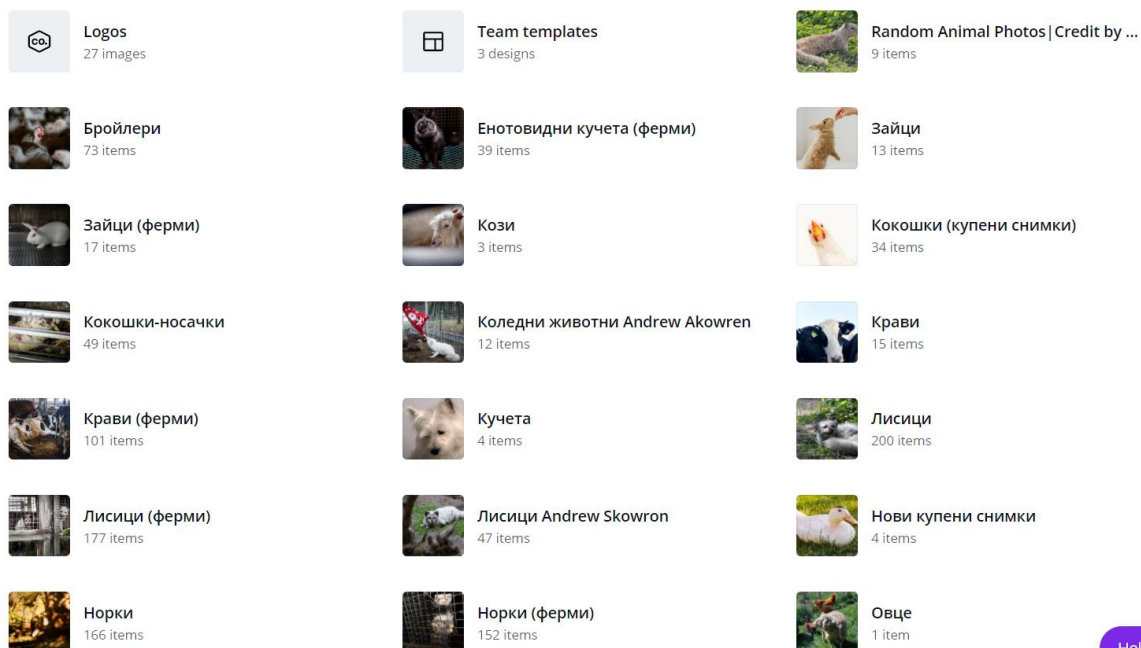 Logos
27 images
Team templates
3 designs
Random Animal Photos|Credit by ...
9 items
Бройлери
73 items
Енотовидни кучета (ферми)
39 items
Зайци
13 items
Зайци (ферми)
17 items
Кози
3 items
Кокошки (купени снимки)
34 items
Кокошки-носачки
49 items
Коледни животни Andrew Akowren
12 items
Крави
15 items
Крави (ферми)
101 items
Кучета
4 items
Лисици
200 items
Лисици (ферми)
177 items
Лисици Andrew Skowron
47 items
Нови купени снимки
4 items
Норки
166 items
Норки (ферми)
152 items
Овце
1 item